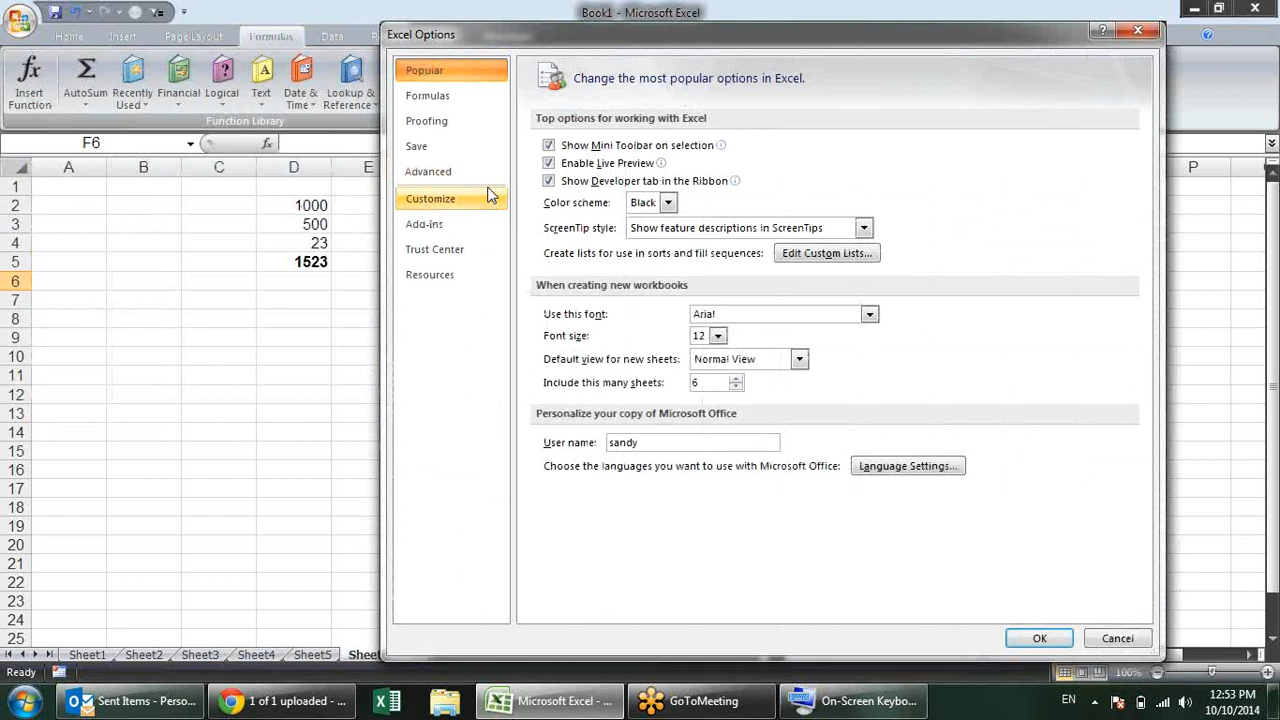 Book1 - Microsoft Excel
Home Insert Page Layout Formulas Data
Insert Function
AutoSum
Recently Used
Financial
Logical
Text
Date & Time
Lookup & Reference
Function Library
F6
fx
A B C D E P
1
2 1000
3 500
4 23
5 1523
6
7
8
9
10
11
12
13
14
15
16
17
18
19
20
21
22
23
24
25
Excel Options
Popular
Formulas
Proofing
Save
Advanced
Customize
Add-Ins
Trust Center
Resources
Change the most popular options in Excel.
Top options for working with Excel
Show Mini Toolbar on selection
Enable Live Preview
Show Developer tab in the Ribbon
Color scheme: Black
ScreenTip style: Show feature descriptions in ScreenTips
Create lists for use in sorts and fill sequences: Edit Custom Lists...
When creating new workbooks
Use this font: Arial
Font size: 12
Default view for new sheets: Normal View
Include this many sheets: 6
Personalize your copy of Microsoft Office
User name: sandy
Choose the languages you want to use with Microsoft Office: Language Settings...
OK Cancel
Sheet1 Sheet2 Sheet3 Sheet4 Sheet5 Shee
Ready
100%
Sent Items - Perso...
1 of 1 uploaded - ...
Microsoft Excel - ...
GoToMeeting
On-Screen Keybo...
EN
12:53 PM
10/10/2014